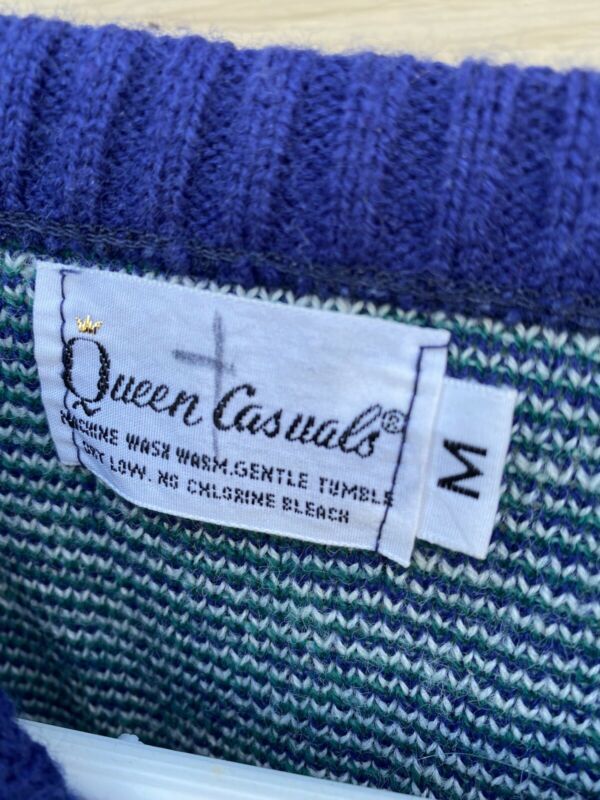 Queen Casuals®
MACHINE WASH WARM. GENTLE TUMBLE
DRY LOW. NO CHLORINE BLEACH
M